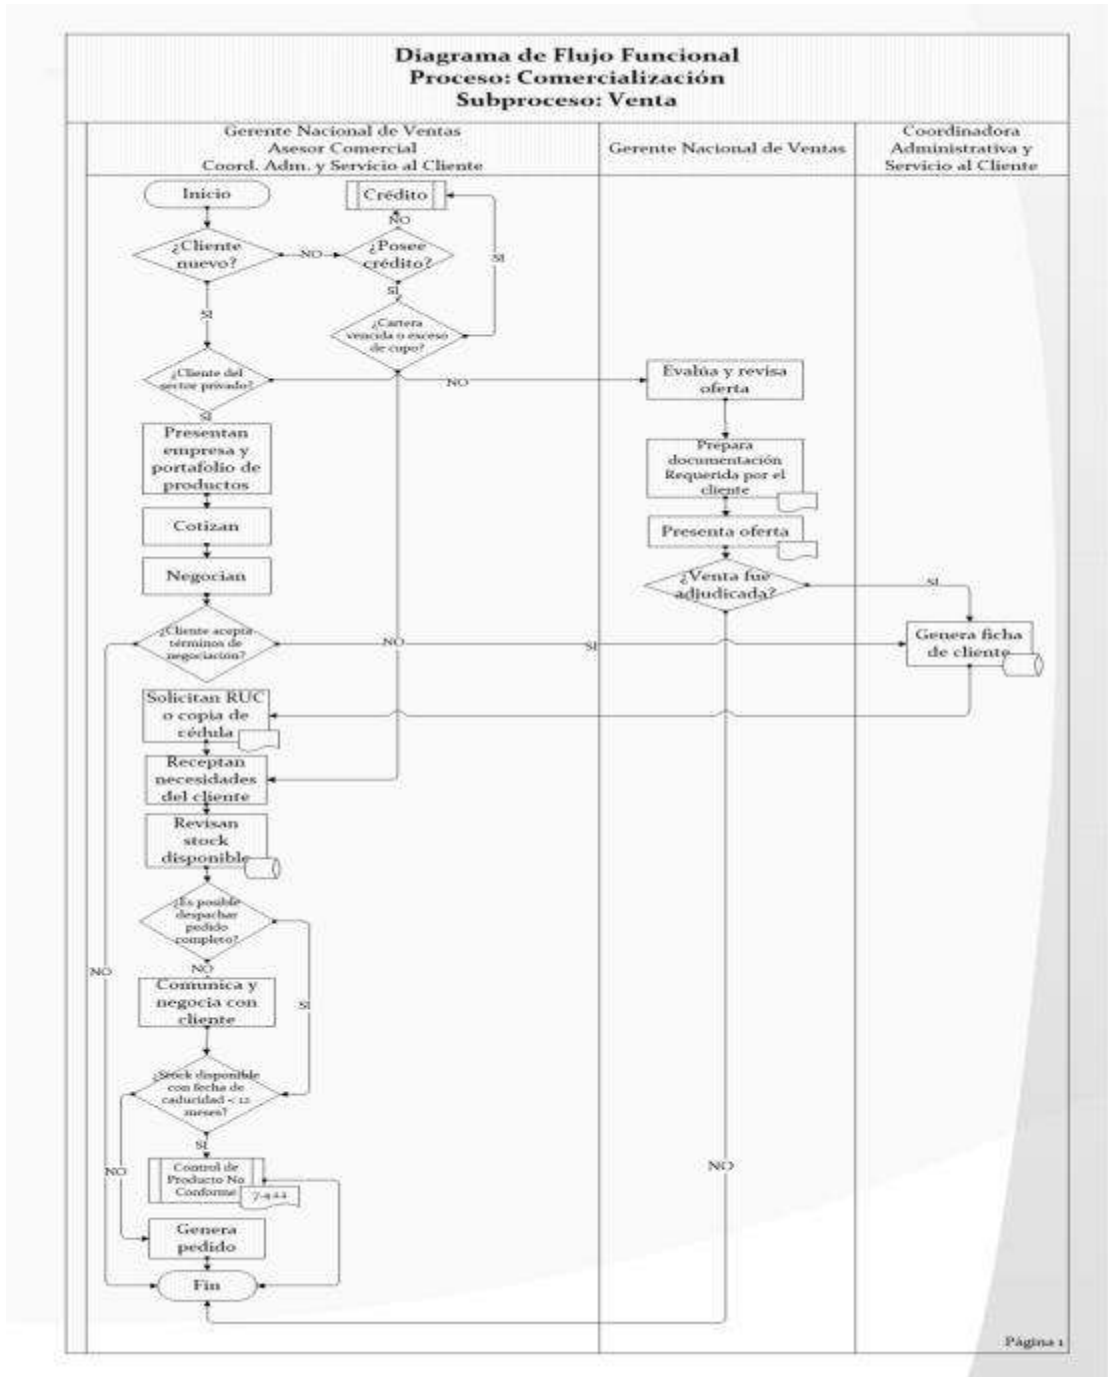 Diagrama de Flujo Funcional
Proceso: Comercialización
Subproceso: Venta
Gerente Nacional de Ventas
Asesor Comercial
Coord. Adm. y Servicio al Cliente
Gerente Nacional de Ventas
Coordinadora
Administrativa y
Servicio al Cliente
Inicio
Crédito
NO
¿Cliente
nuevo?
NO
¿Posee
crédito?
SI
SI
SI
¿Cartera
vencida o exceso
de cupo?
¿Cliente del
sector privado?
NO
Evalúa y revisa
oferta
SI
Presentan
empresa y
portafolio de
productos
Prepara
documentación
Requerida por el
cliente
Cotizan
Presenta oferta
Negocian
¿Venta fue
adjudicada?
SI
¿Cliente acepta
términos de
negociación?
NO
SI
Genera ficha
de cliente
Solicitan RUC
o copia de
cédula
Receptan
necesidades
del cliente
Revisan
stock
disponible
¿Es posible
despachar
pedido
completo?
NO
NO
Comunica y
negocia con
cliente
SI
¿Stock disponible
con fecha de
caducidad < 12
meses?
SI
NO
NO
Control de
Producto No
Conforme
7.4.2.2
Genera
pedido
Fin
Página 1